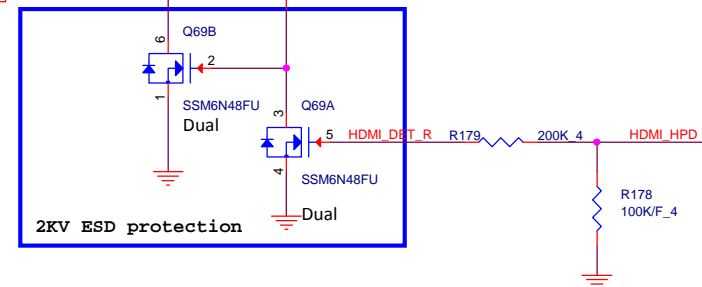 Q69B
6
2
1
SSM6N48FU
Dual
Q69A
3
5
HDMI_DET_R
R179
200K_4
HDMI_HPD
4
SSM6N48FU
Dual
R178
100K/F_4
2KV ESD protection